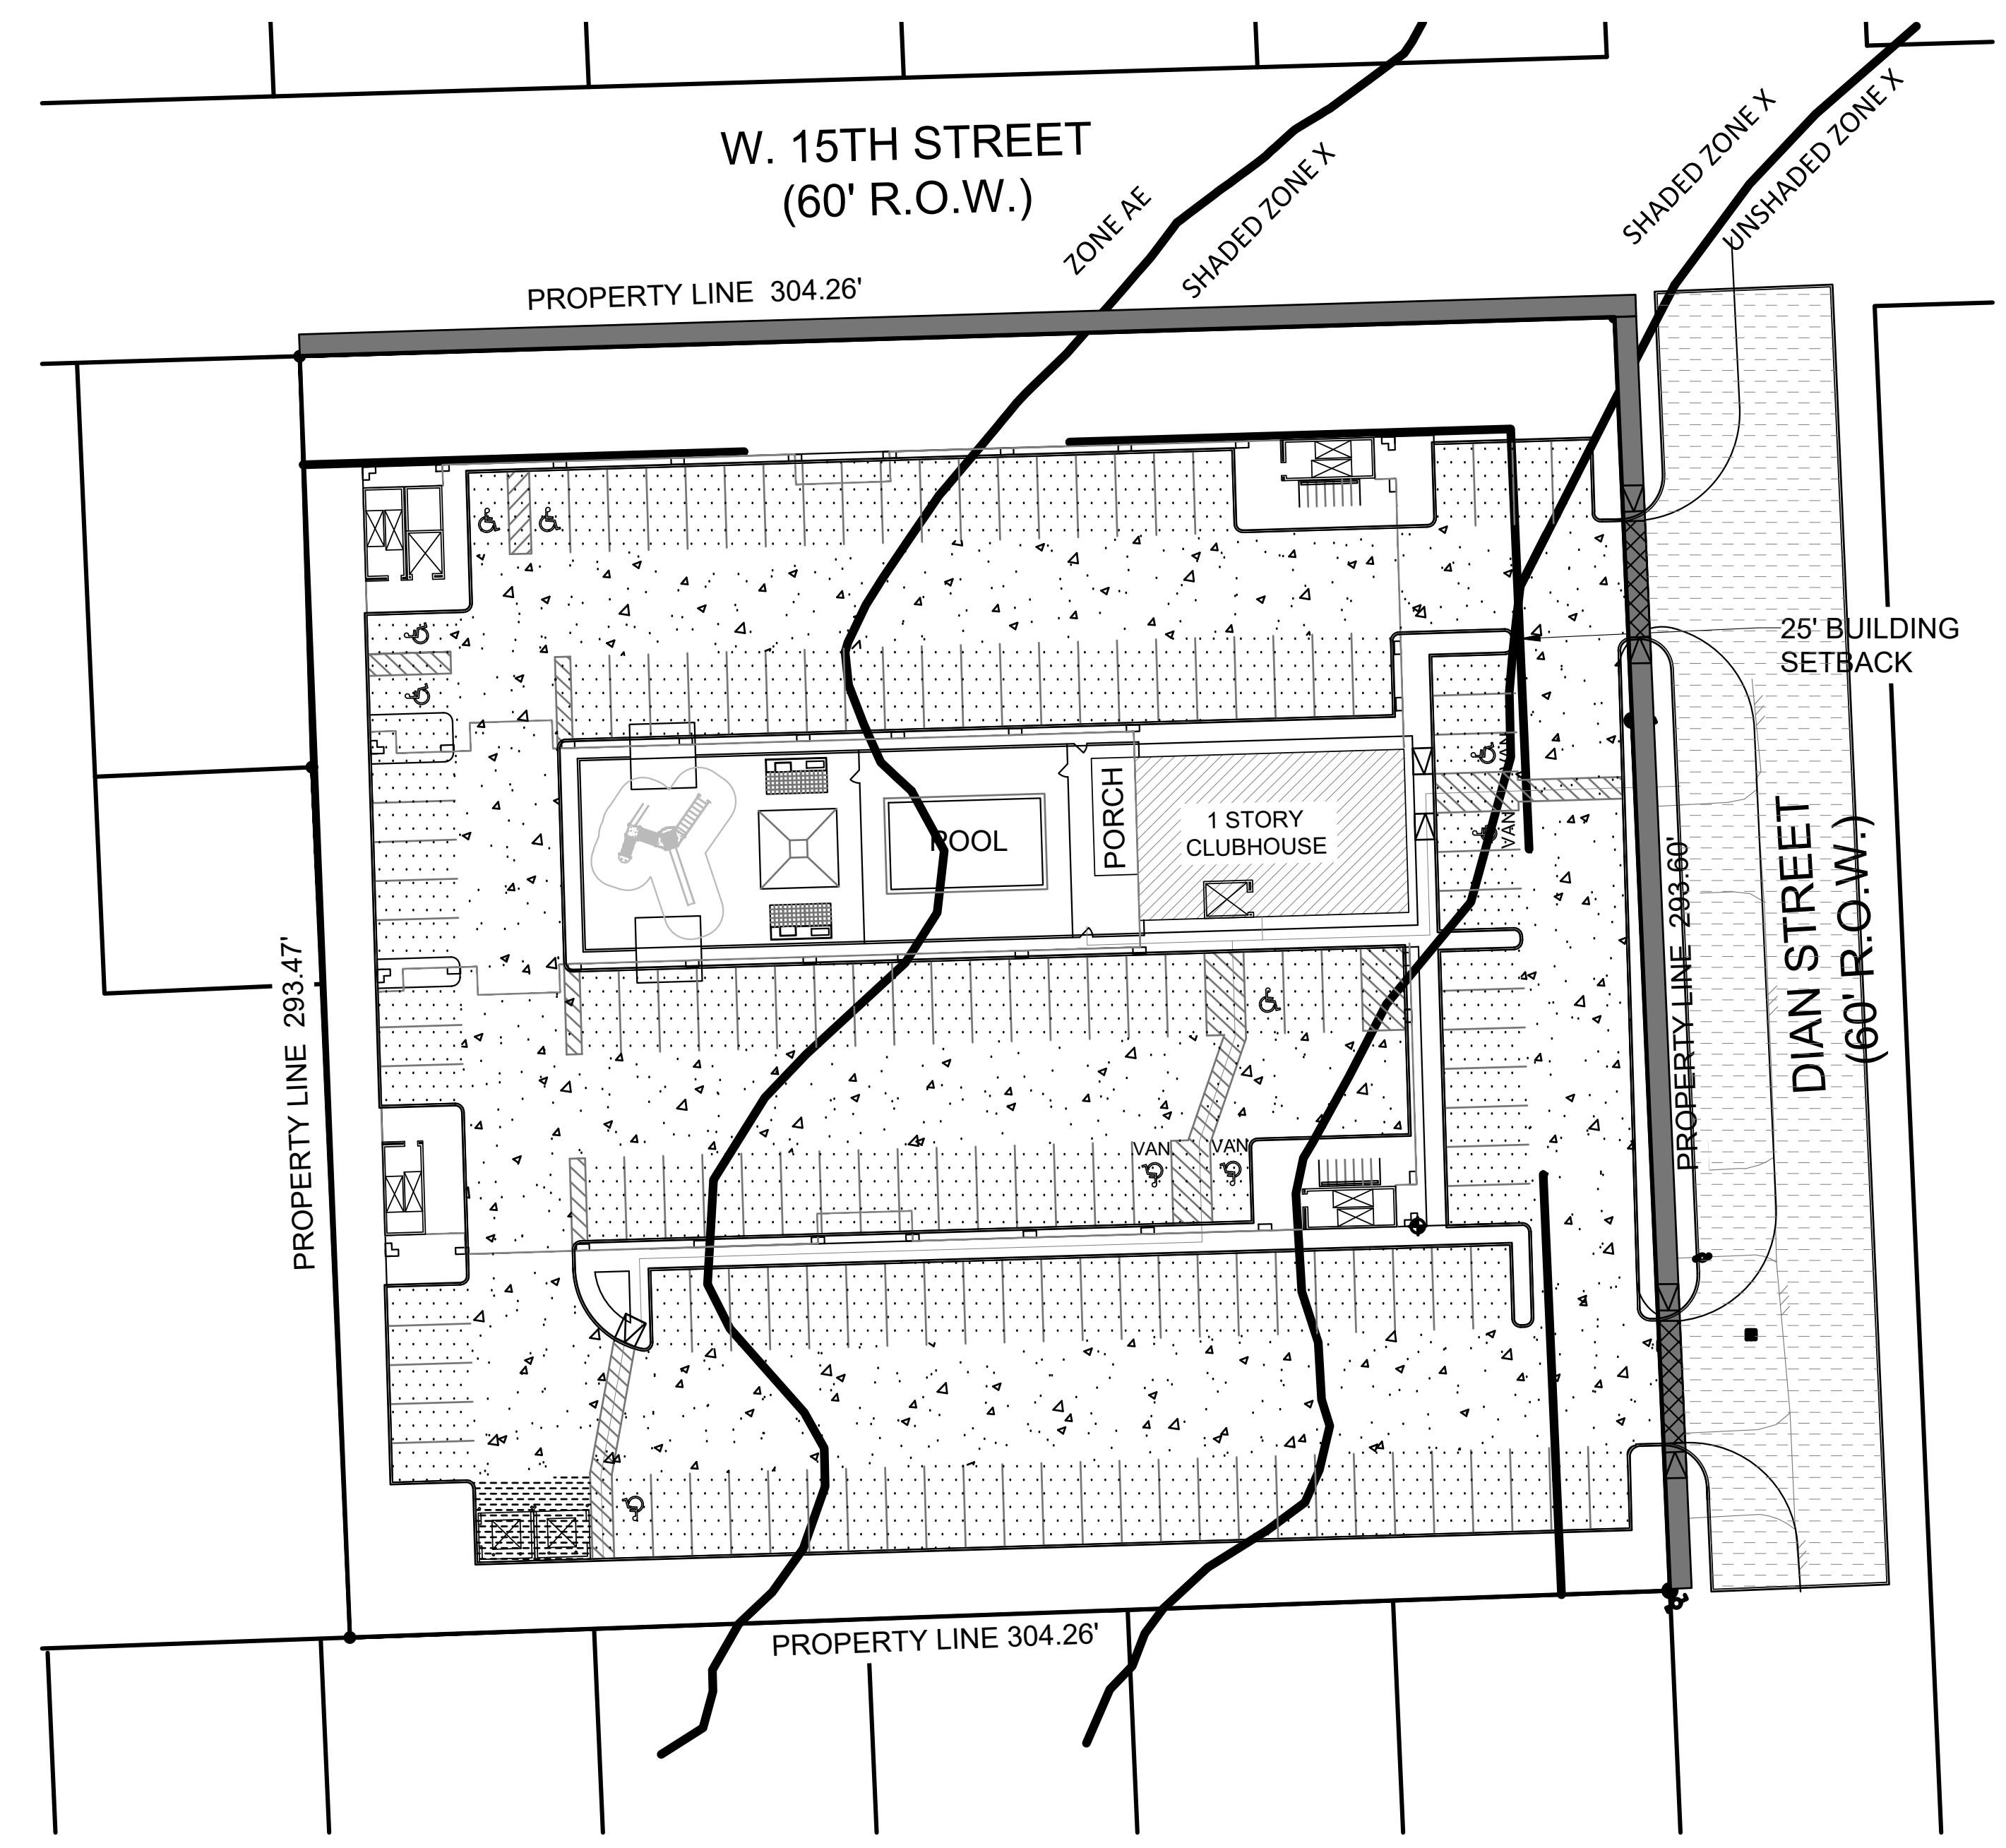 W. 15TH STREET
(60' R.O.W.)
ZONE AE
SHADED ZONE X
SHADED ZONE X
UNSHADED ZONE X
PROPERTY LINE 304.26'
25' BUILDING
SETBACK
VAN
VAN
POOL
PORCH
1 STORY
CLUBHOUSE
PROPERTY LINE 293.60'
DIAN STREET
(60' R.O.W.)
PROPERTY LINE 293.47'
VAN
VAN
PROPERTY LINE 304.26'